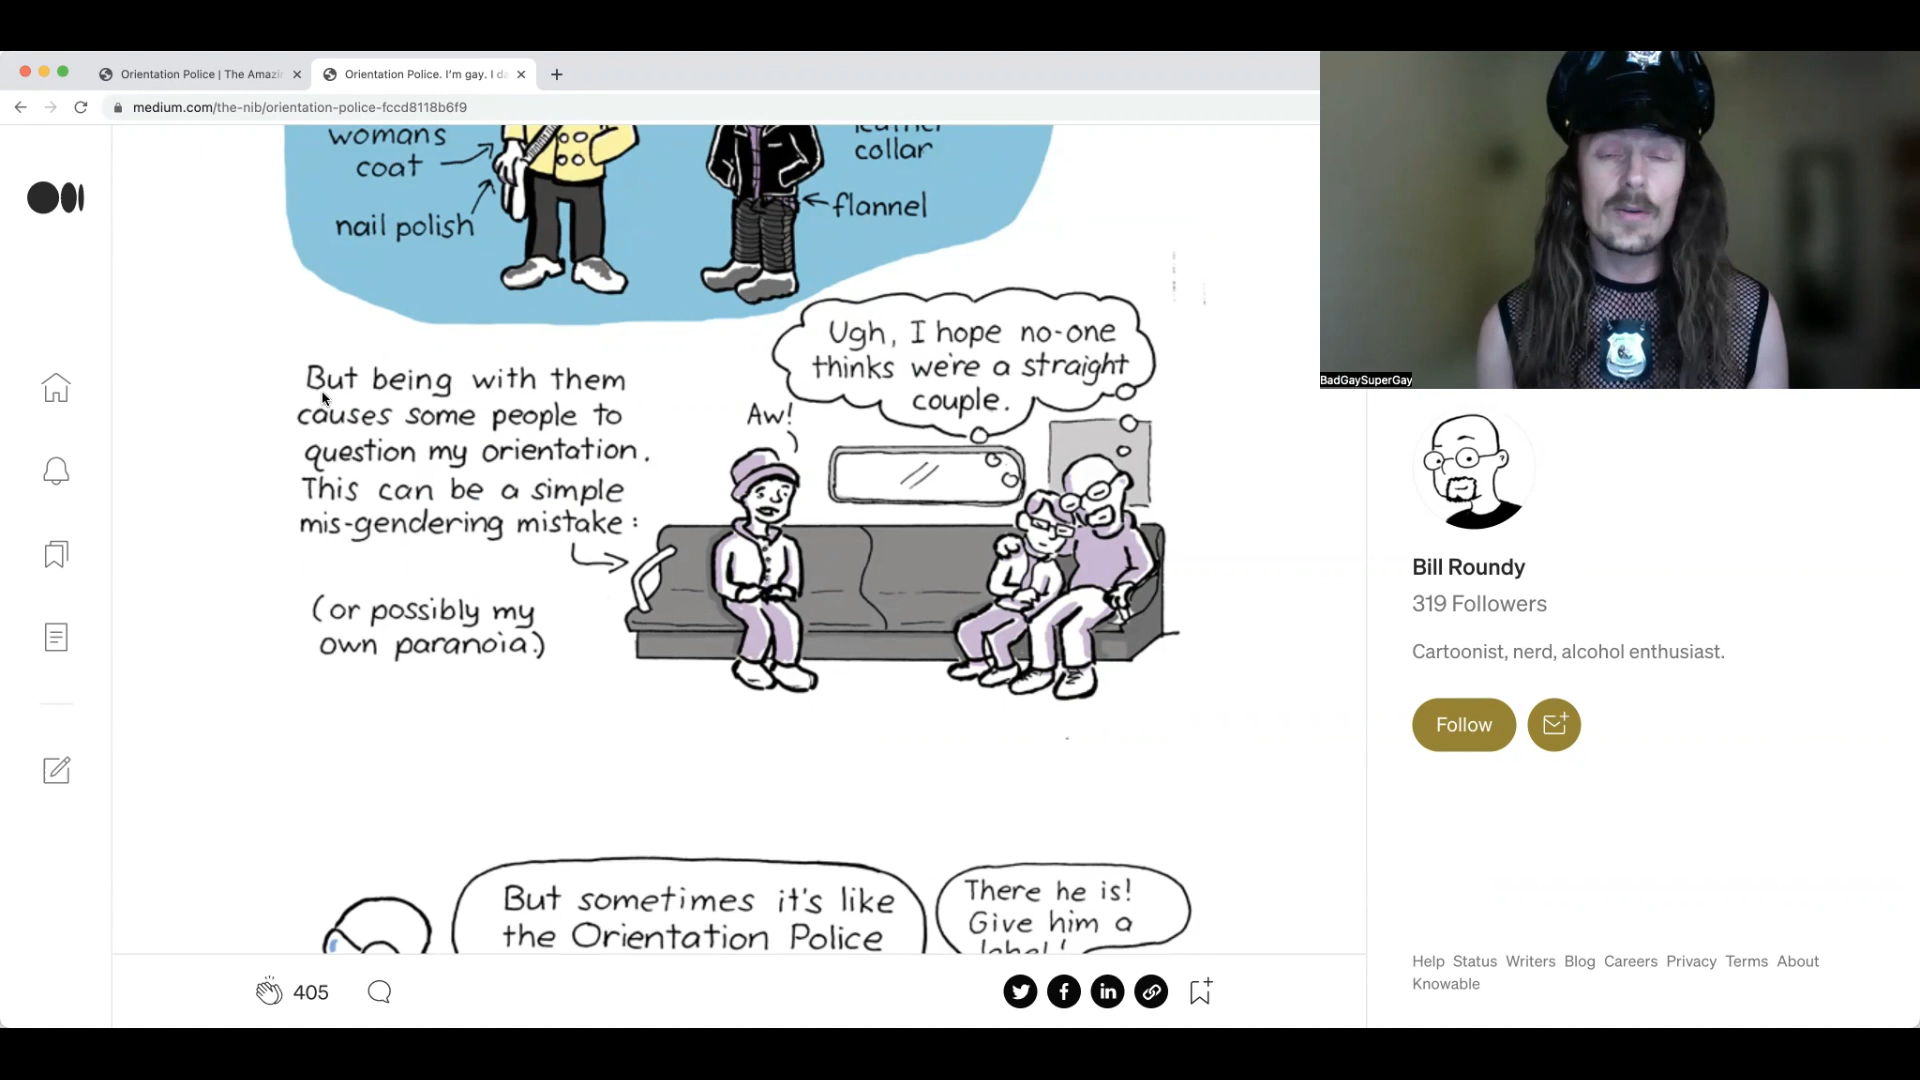 Orientation Police | The Amazi
Orientation Police. I'm gay. I da
medium.com/the-nib/orientation-police-fccd8118b6f9
womans
coat
nail polish
collar
flannel
Ugh, I hope no-one
thinks we're a straight
couple.
But being with them
causes some people to
question my orientation.
This can be a simple
mis-gendering mistake:
(or possibly my
own paranoia.)
Aw!
But sometimes it's like
the Orientation Police
There he is!
Give him a
label!
405
BadGaySuperGay
Bill Roundy
319 Followers
Cartoonist, nerd, alcohol enthusiast.
Follow
Help Status Writers Blog Careers Privacy Terms About
Knowable